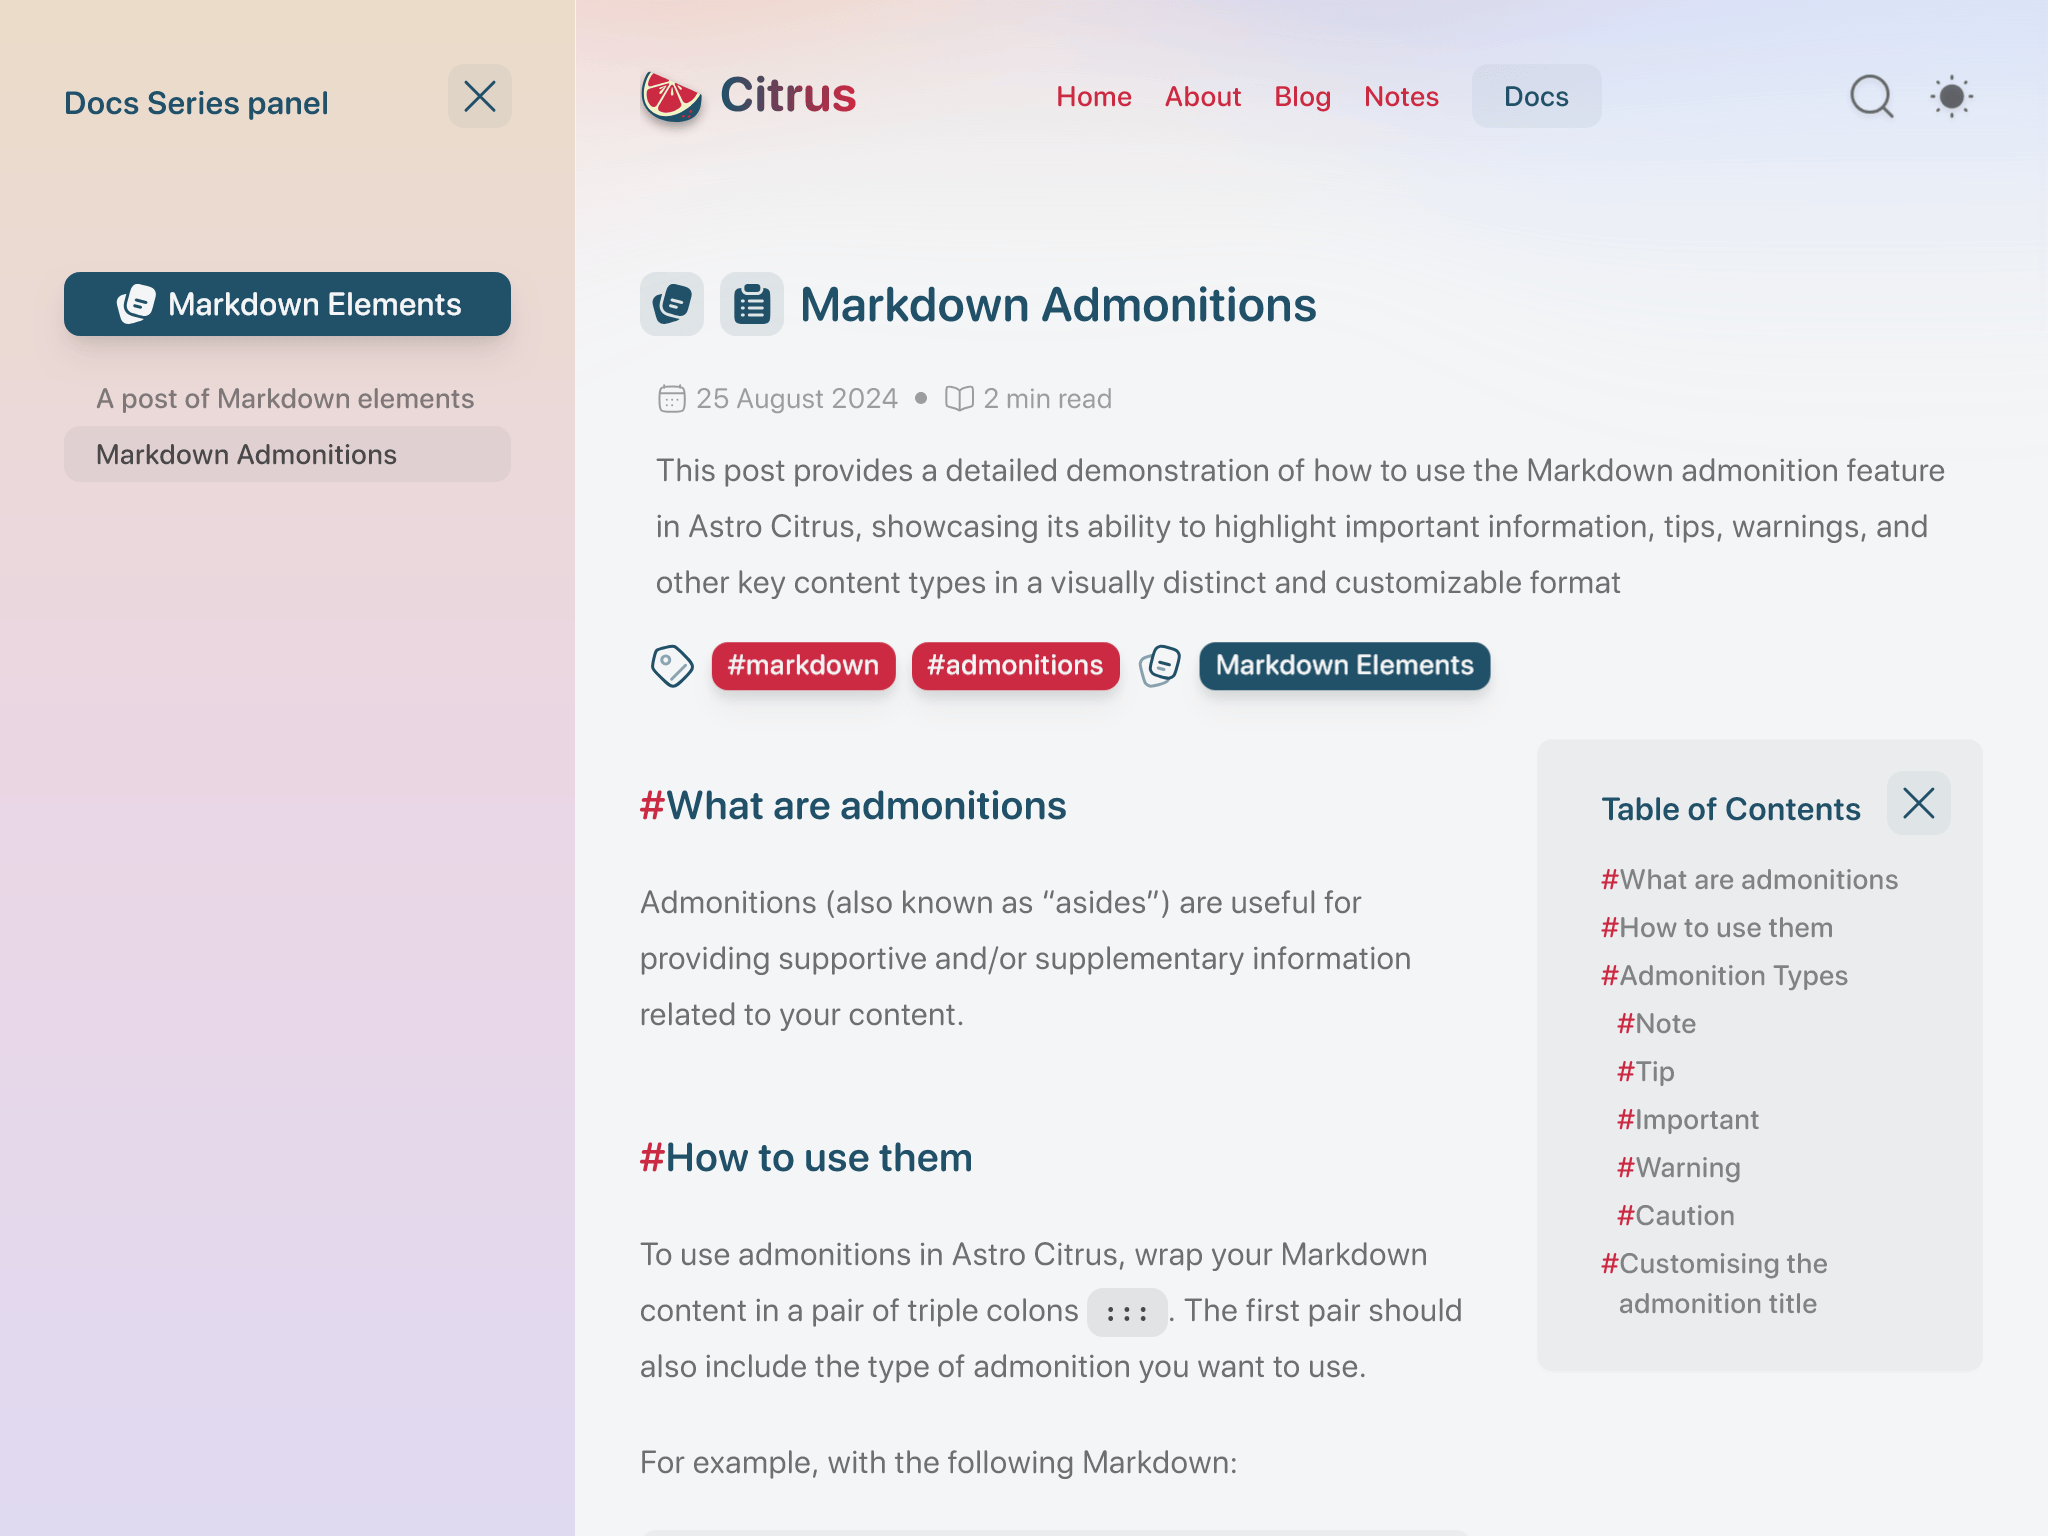 Docs Series panel
Markdown Elements
A post of Markdown elements
Markdown Admonitions
Citrus
Home About Blog Notes Docs
Markdown Admonitions
25 August 2024 • 2 min read
This post provides a detailed demonstration of how to use the Markdown admonition feature
in Astro Citrus, showcasing its ability to highlight important information, tips, warnings, and
other key content types in a visually distinct and customizable format
#markdown #admonitions Markdown Elements
#What are admonitions
Admonitions (also known as “asides”) are useful for
providing supportive and/or supplementary information
related to your content.
#How to use them
To use admonitions in Astro Citrus, wrap your Markdown
content in a pair of triple colons :::. The first pair should
also include the type of admonition you want to use.
For example, with the following Markdown:
Table of Contents
#What are admonitions
#How to use them
#Admonition Types
#Note
#Tip
#Important
#Warning
#Caution
#Customising the
admonition title